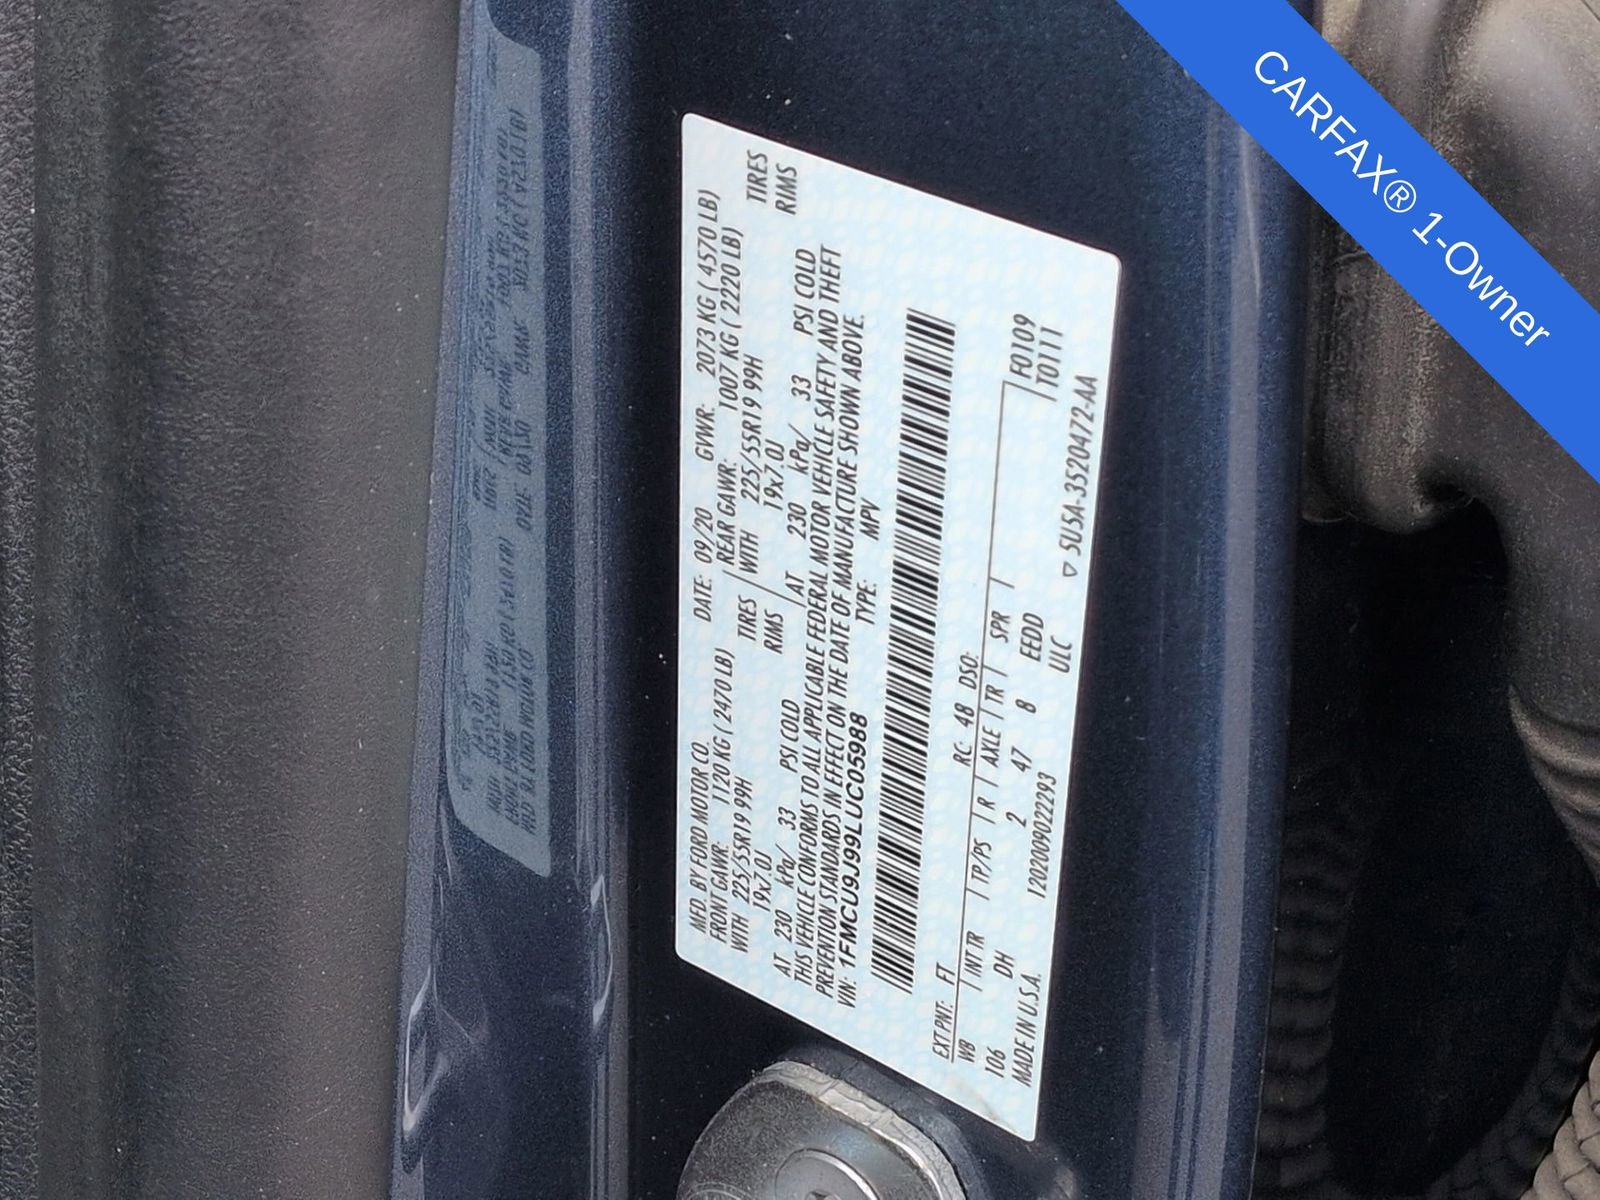 CARFAX® 1-Owner
MFD. BY FORD MOTOR CO. DATE: 09/20 GVWR: 2073 KG ( 4570 LB)
FRONT GAWR: 1120 KG ( 2470 LB) REAR GAWR: 1007 KG ( 2220 LB)
WITH 225/55R19 99H TIRES WITH 225/55R19 99H TIRES
19x7.0J RIMS 19x7.0J RIMS
AT 230 kPa/ 33 PSI COLD AT 230 kPa/ 33 PSI COLD
THIS VEHICLE CONFORMS TO ALL APPLICABLE FEDERAL MOTOR VEHICLE SAFETY AND THEFT
PREVENTION STANDARDS IN EFFECT ON THE DATE OF MANUFACTURE SHOWN ABOVE.
VIN: 1FMCU9J99LUC05988 TYPE: MPV
EXT PNT: FT RC: 48 DSO: F0109
WB INT TR TP/PS R AXLE TR SPR T0111
106 DH 2 47 8 EEDD
MADE IN U.S.A. 120200902293 ULC ▽ 5U5A-3520472-AA